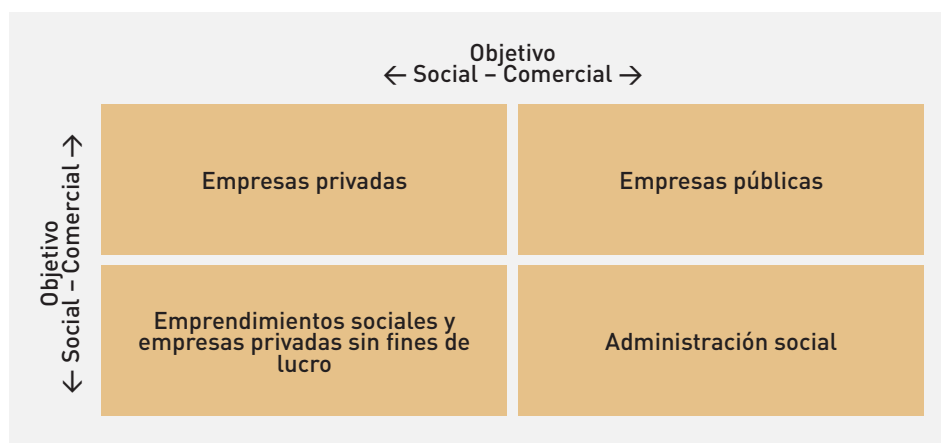 Objetivo
← Social – Comercial →
Objetivo
← Social – Comercial →
Empresas privadas
Empresas públicas
Emprendimientos sociales y
empresas privadas sin fines de
lucro
Administración social